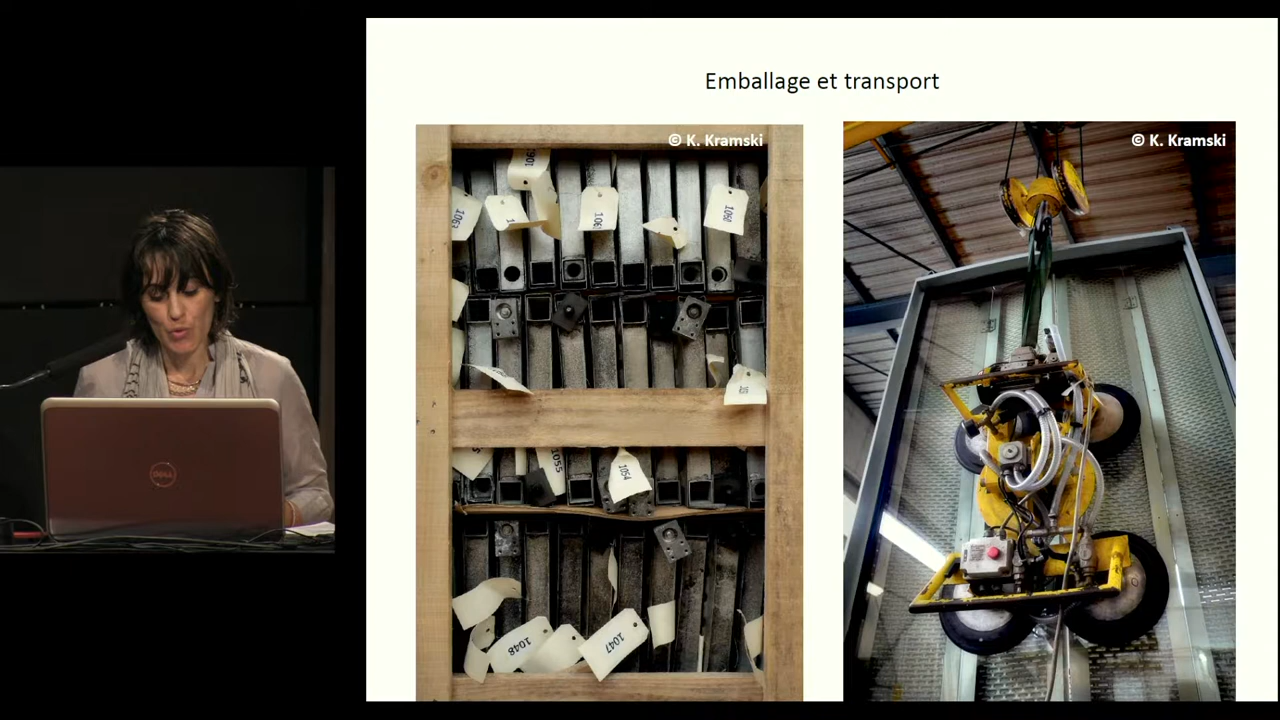 Emballage et transport
© K. Kramski
© K. Kramski
1060
1055
1054
1048
1047
DELL